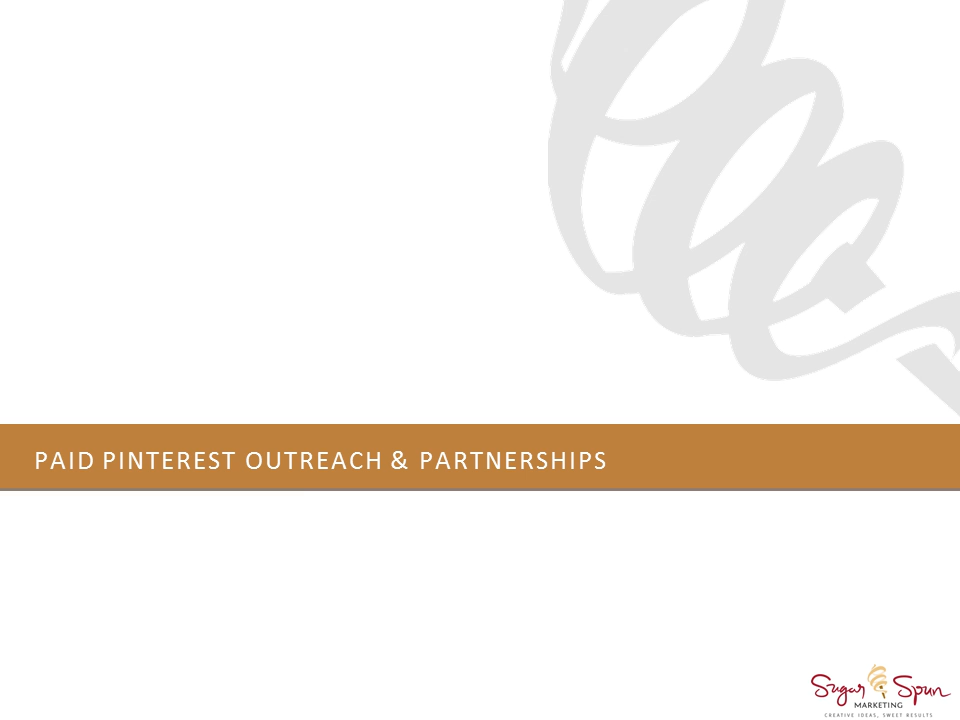 PAID PINTEREST OUTREACH & PARTNERSHIPS
Sugar Spun
MARKETING
CREATIVE IDEAS, SWEET RESULTS